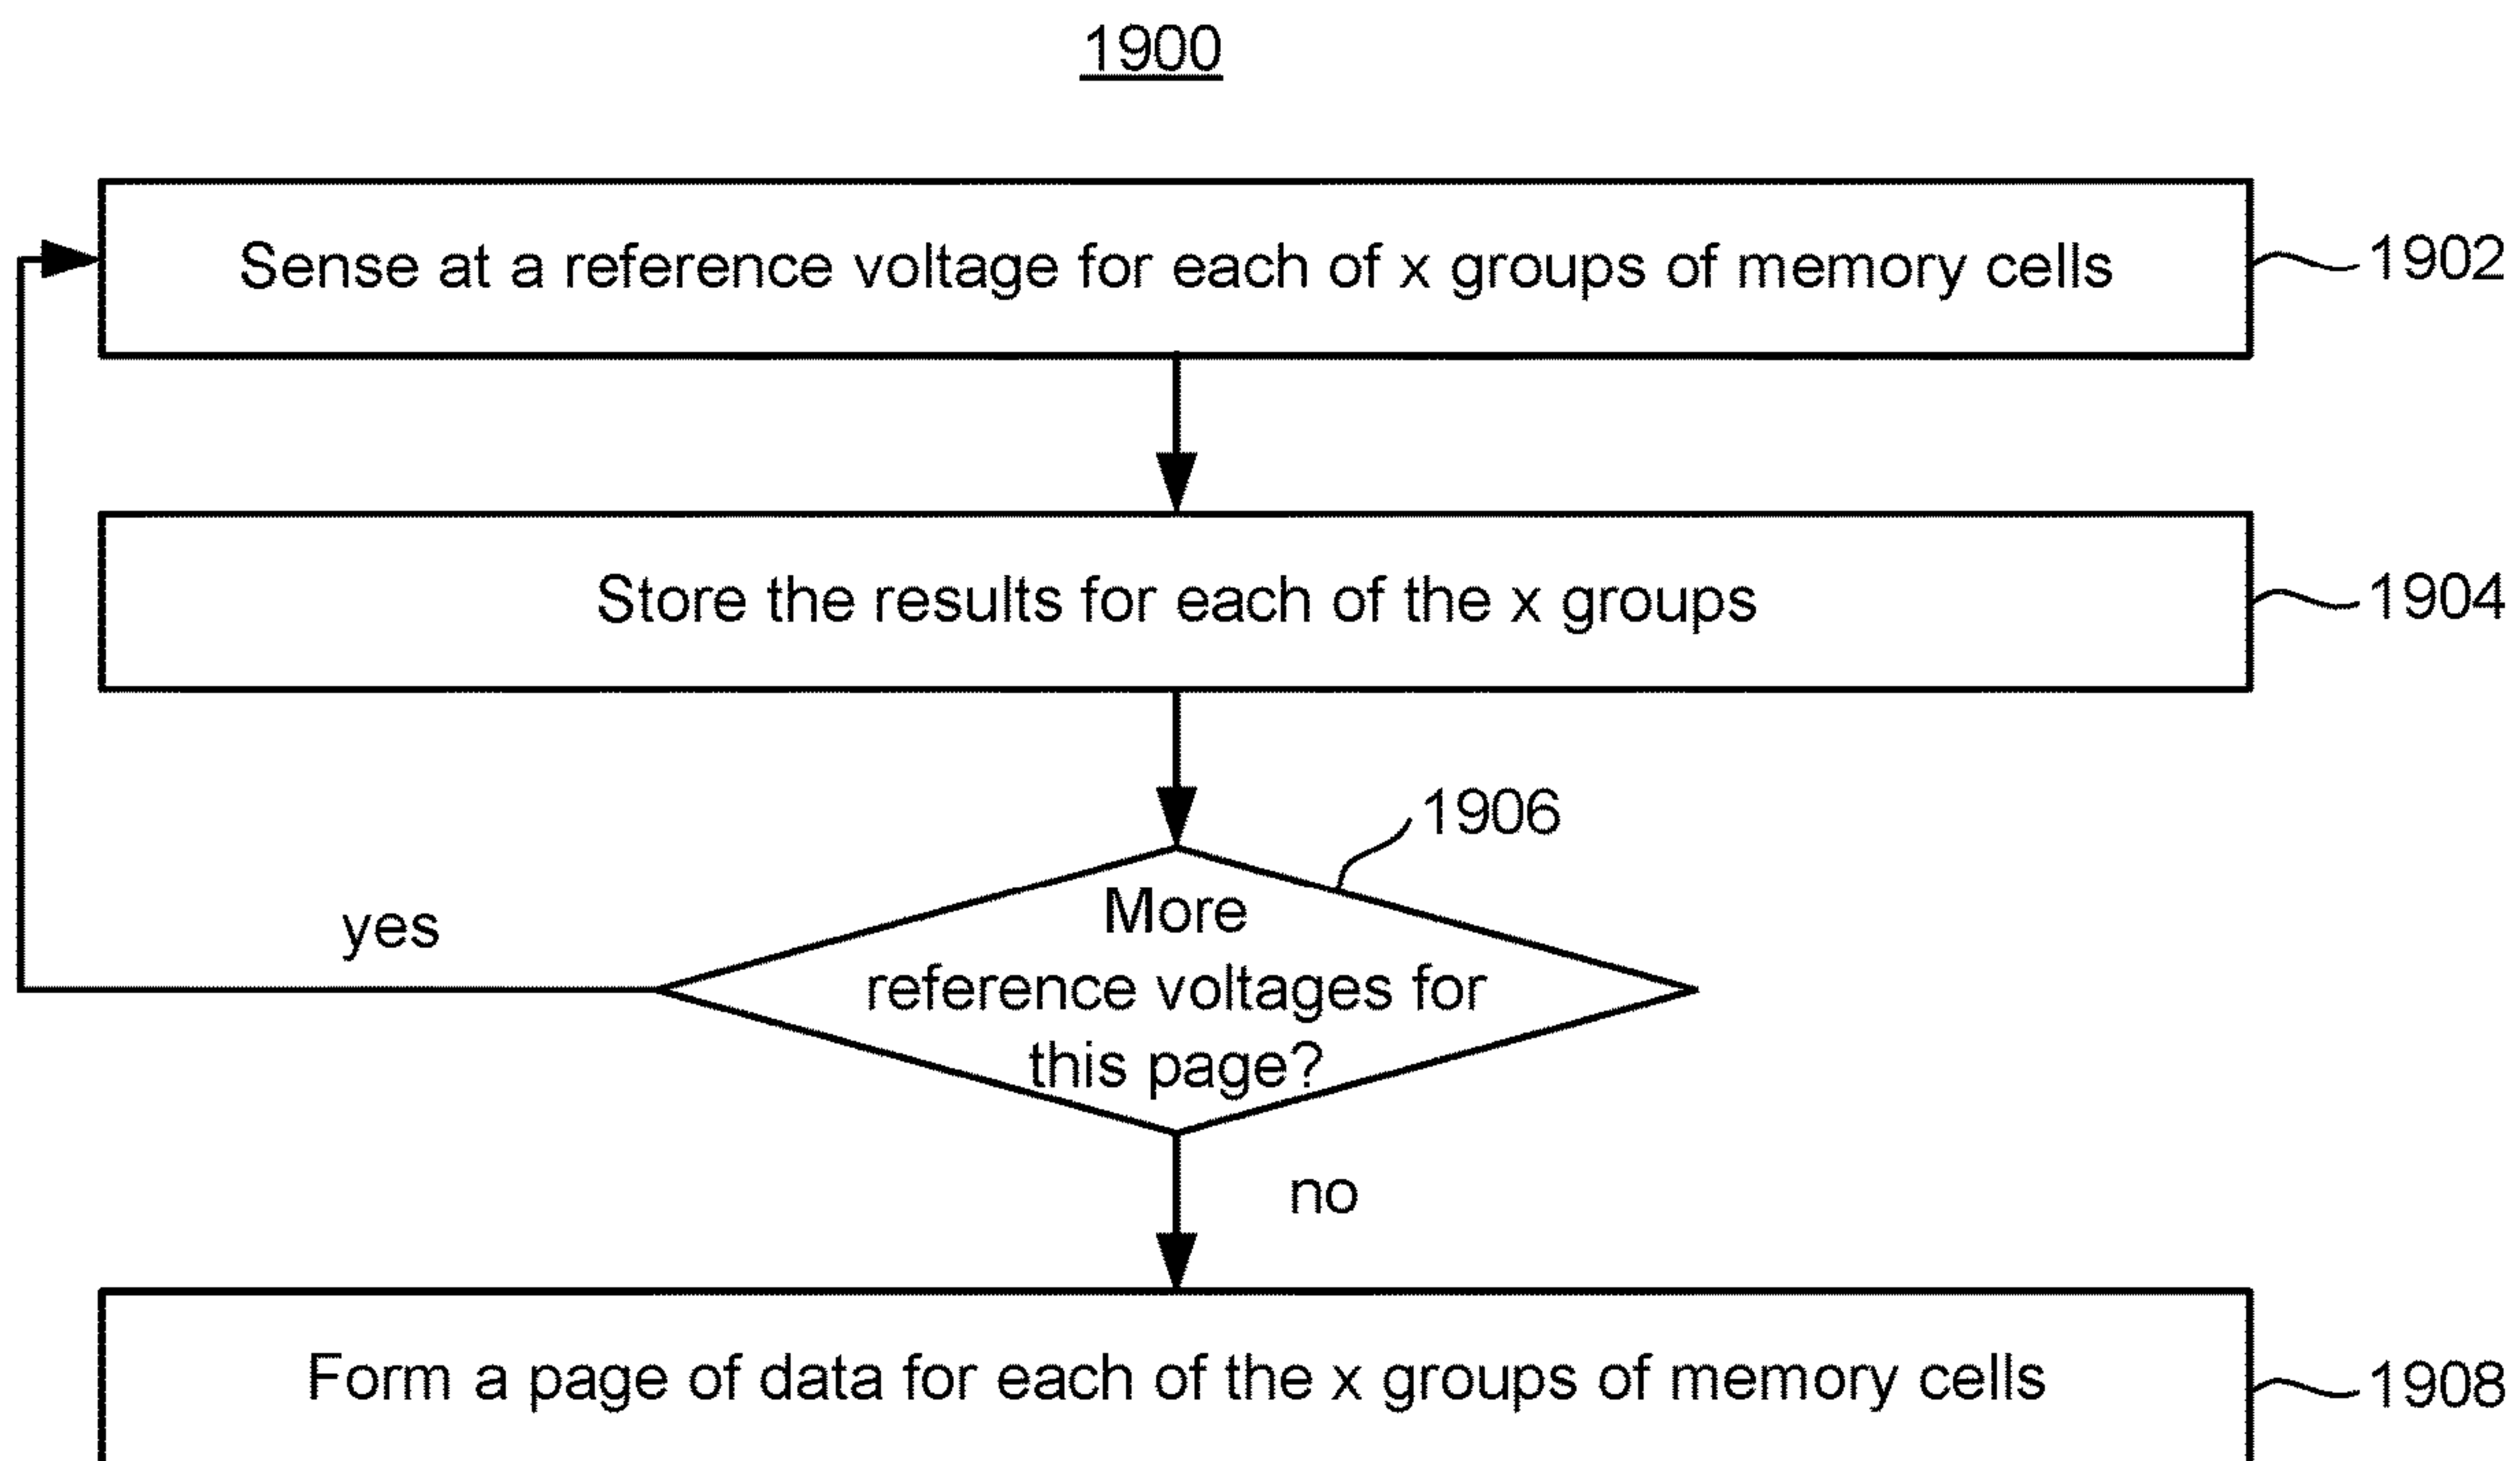 1900
Sense at a reference voltage for each of x groups of memory cells
1902
Store the results for each of the x groups
1904
1906
More
reference voltages for
this page?
yes
no
Form a page of data for each of the x groups of memory cells
1908